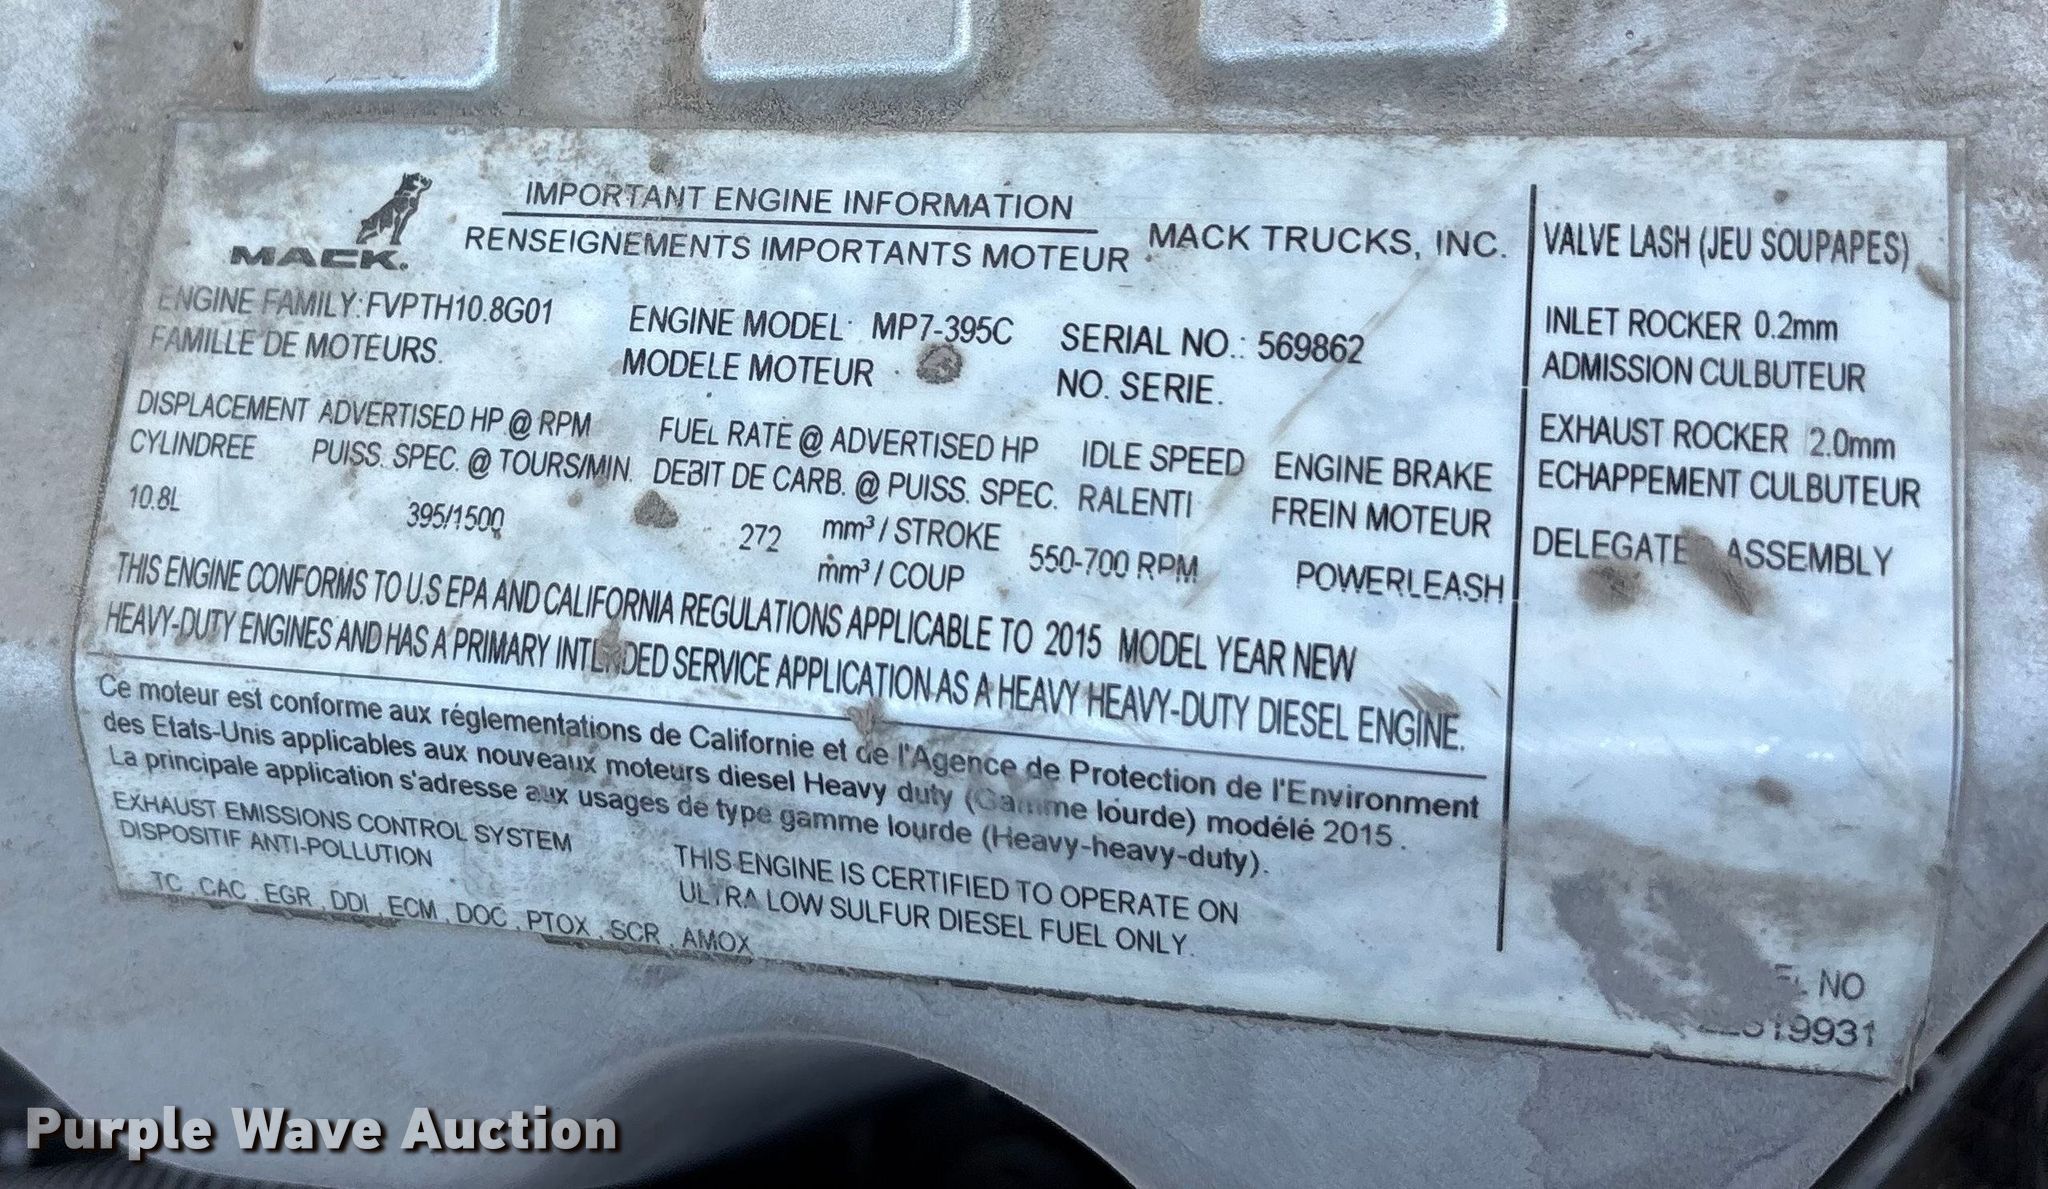 MACK.
IMPORTANT ENGINE INFORMATION
RENSEIGNEMENTS IMPORTANTS MOTEUR
MACK TRUCKS, INC.
ENGINE FAMILY: FVPTH10.8G01
FAMILLE DE MOTEURS.
ENGINE MODEL: MP7-395C
MODELE MOTEUR
SERIAL NO.: 569862
NO. SERIE.
DISPLACEMENT
CYLINDREE
10.8L
ADVERTISED HP @ RPM
PUISS. SPEC. @ TOURS/MIN.
395/1500
FUEL RATE @ ADVERTISED HP
DEBIT DE CARB. @ PUISS. SPEC.
272 mm³ / STROKE
mm³ / COUP
IDLE SPEED
RALENTI
550-700 RPM
ENGINE BRAKE
FREIN MOTEUR
POWERLEASH
THIS ENGINE CONFORMS TO U.S EPA AND CALIFORNIA REGULATIONS APPLICABLE TO 2015 MODEL YEAR NEW
HEAVY-DUTY ENGINES AND HAS A PRIMARY INTENDED SERVICE APPLICATION AS A HEAVY HEAVY-DUTY DIESEL ENGINE.
Ce moteur est conforme aux réglementations de Californie et de l'Agence de Protection de l'Environment
des Etats-Unis applicables aux nouveaux moteurs diesel Heavy duty (Gamme lourde) modélé 2015.
La principale application s'adresse aux usages de type gamme lourde (Heavy-heavy-duty).
EXHAUST EMISSIONS CONTROL SYSTEM
DISPOSITIF ANTI-POLLUTION
TC, CAC, EGR, DDI, ECM, DOC, PTOX, SCR, AMOX
THIS ENGINE IS CERTIFIED TO OPERATE ON
ULTRA LOW SULFUR DIESEL FUEL ONLY.
VALVE LASH (JEU SOUPAPES)
INLET ROCKER 0.2mm
ADMISSION CULBUTEUR
EXHAUST ROCKER 2.0mm
ECHAPPEMENT CULBUTEUR
DELEGATE ASSEMBLY
NO
Purple Wave Auction